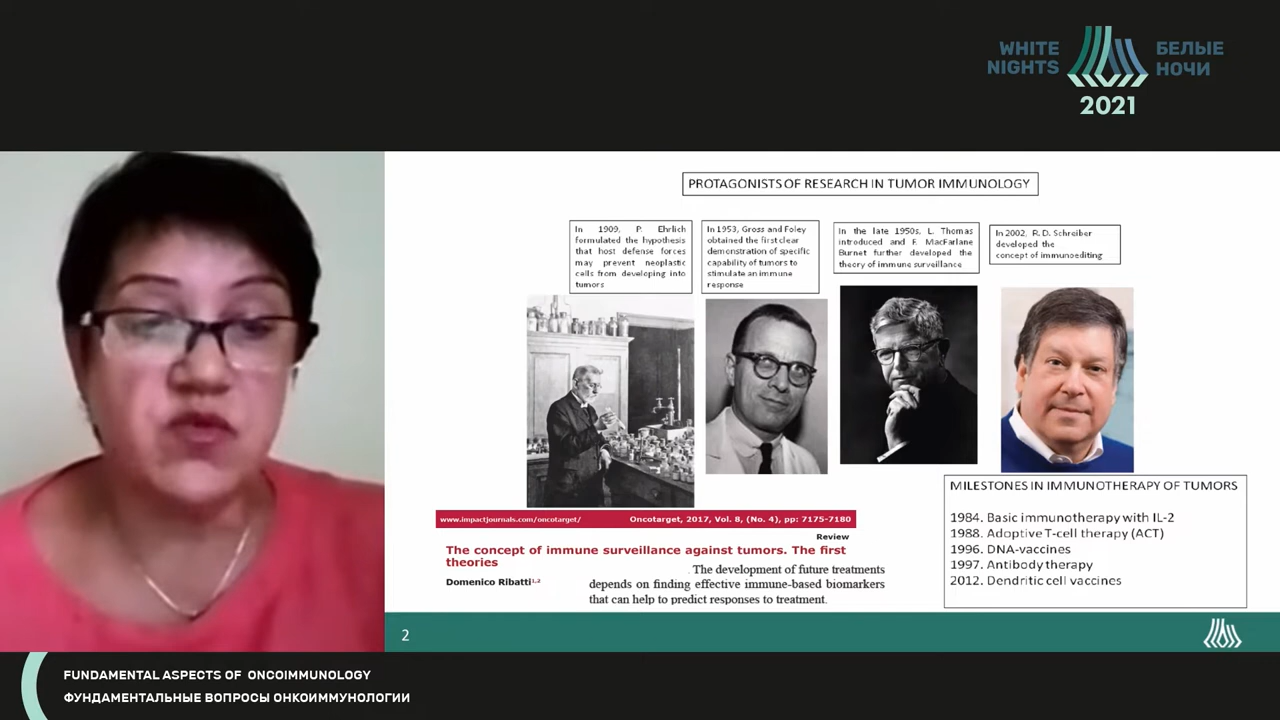 WHITE
NIGHTS
БЕЛЫЕ
НОЧИ
2021
PROTAGONISTS OF RESEARCH IN TUMOR IMMUNOLOGY
In 1909, P. Ehrlich
formulated the hypothesis
that host defense forces
may prevent neoplastic
cells from developing into
tumors
In 1953, Gross and Foley
obtained the first clear
demonstration of specific
capability of tumors to
stimulate an immune
response
In the late 1950s, L. Thomas
introduced and F. MacFarlane
Burnet further developed the
theory of immune surveillance
In 2002, R. D. Schreiber
developed the
concept of immunoediting
www.impactjournals.com/oncotarget/
Oncotarget, 2017, Vol. 8, (No. 4), pp: 7175-7180
Review
The concept of immune surveillance against tumors. The first
theories
Domenico Ribatti1,2
The development of future treatments
depends on finding effective immune-based biomarkers
that can help to predict responses to treatment.
MILESTONES IN IMMUNOTHERAPY OF TUMORS
1984. Basic immunotherapy with IL-2
1988. Adoptive T-cell therapy (ACT)
1996. DNA-vaccines
1997. Antibody therapy
2012. Dendritic cell vaccines
2
FUNDAMENTAL ASPECTS OF ONCOIMMUNOLOGY
ФУНДАМЕНТАЛЬНЫЕ ВОПРОСЫ ОНКОИММУНОЛОГИИ